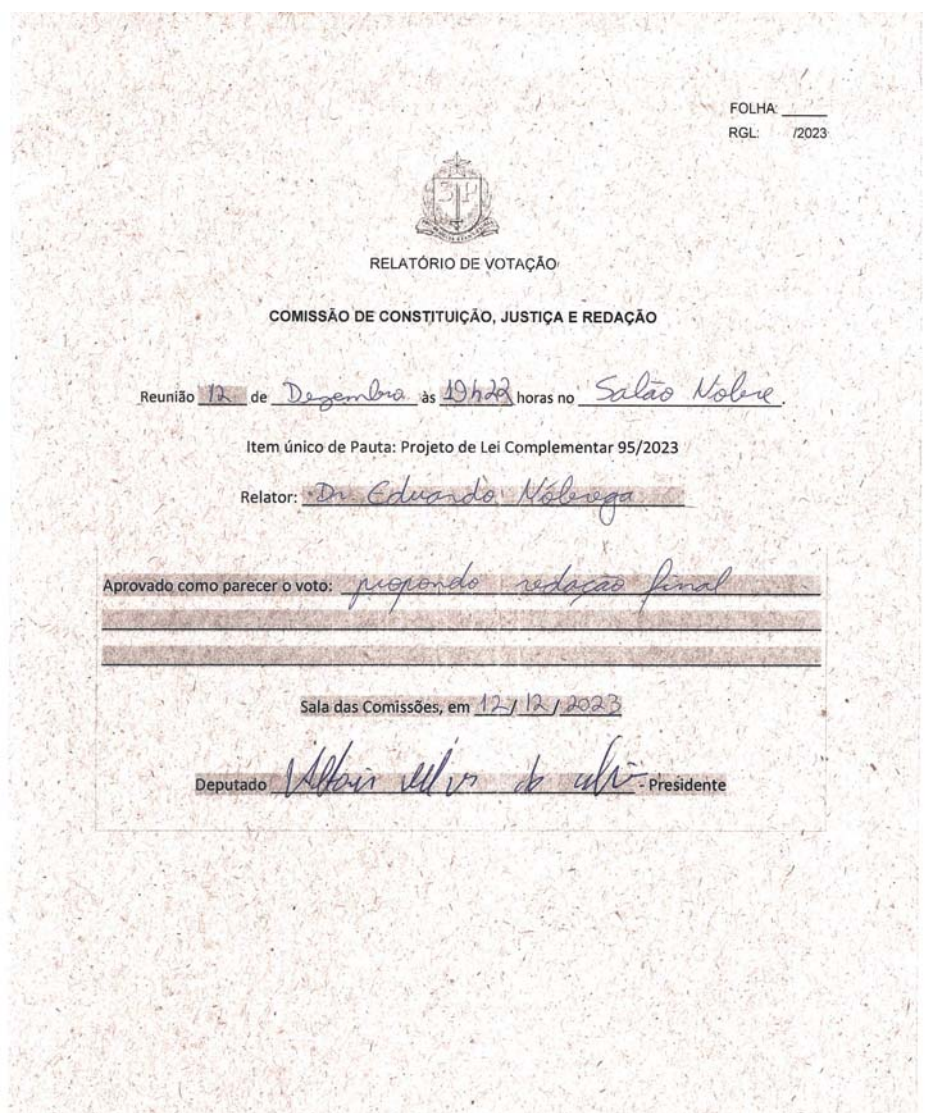 FOLHA: ______
RGL: /2023
SP
RELATÓRIO DE VOTAÇÃO
COMISSÃO DE CONSTITUIÇÃO, JUSTIÇA E REDAÇÃO
Reunião 12 de Dezembro às 19h22 horas no Salão Nobre.
Item único de Pauta: Projeto de Lei Complementar 95/2023
Relator: Dr. Eduardo Nóbrega
Aprovado como parecer o voto: propondo redação final
Sala das Comissões, em 12/12/2023
Deputado - Presidente